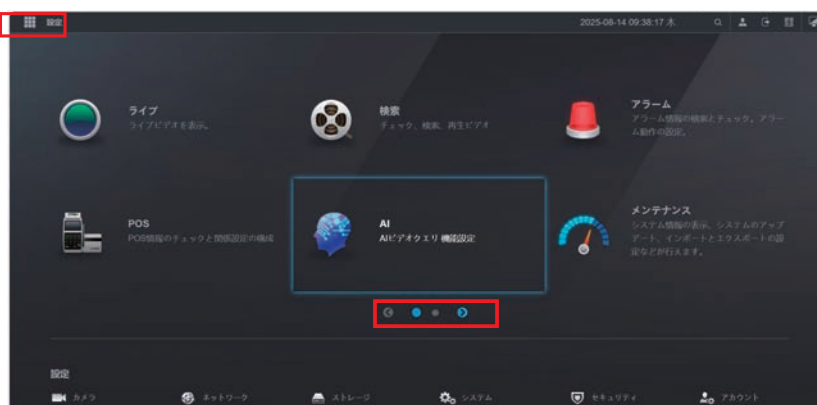 設定
2025-08-14 09:38:17 木
ライブ
ライブビデオを表示。
検索
チェック、検索、再生ビデオ
アラーム
アラーム情報の検索とチェック。アラー
ム動作の設定。
POS
POS情報のチェックと関係設定の構成
AI
AIビデオクエリ 機能設定
メンテナンス
システム情報の表示、システムのアップ
デート、インポートとエクスポートの設
定などが行えます。
設定
カメラ
ネットワーク
ストレージ
システム
セキュリティ
アカウント